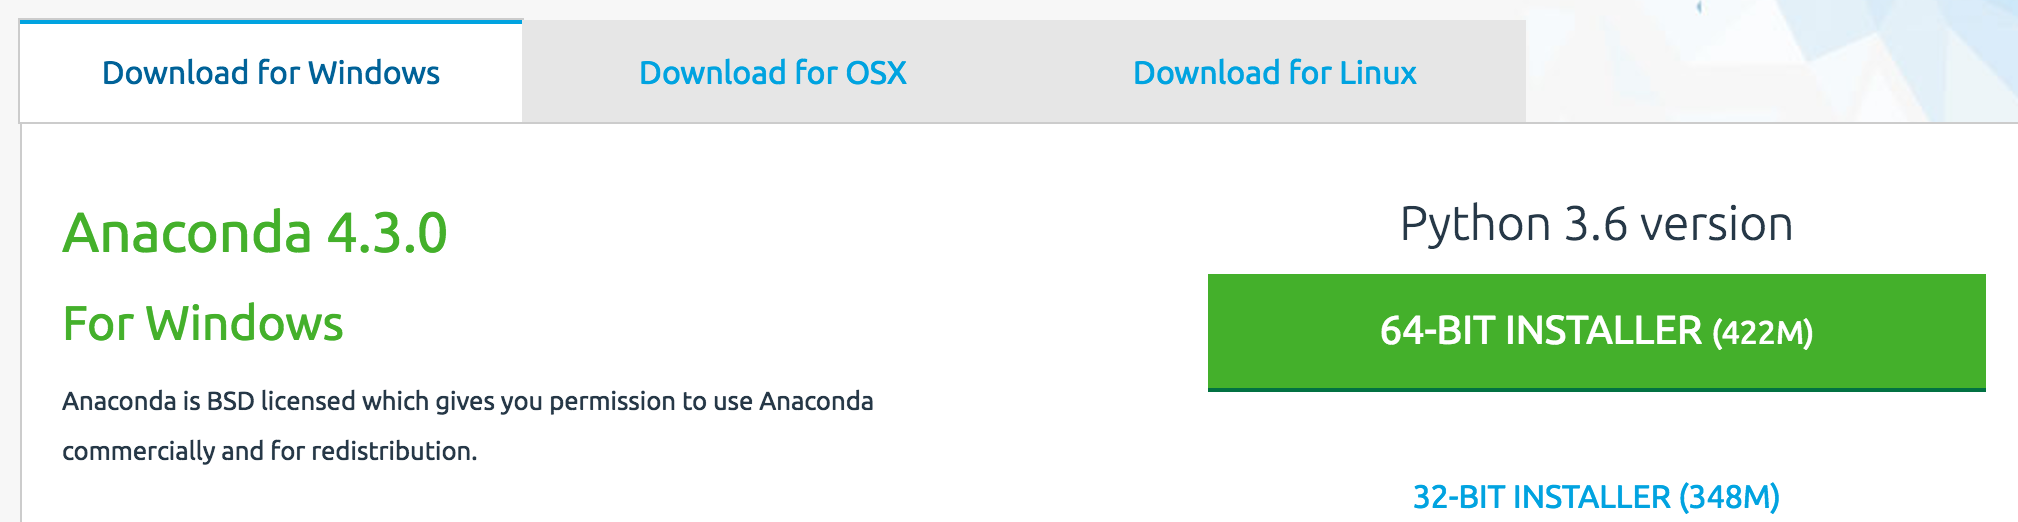 Download for Windows
Download for OSX
Download for Linux
Anaconda 4.3.0
For Windows
Anaconda is BSD licensed which gives you permission to use Anaconda
commercially and for redistribution.
Python 3.6 version
64-BIT INSTALLER (422M)
32-BIT INSTALLER (348M)